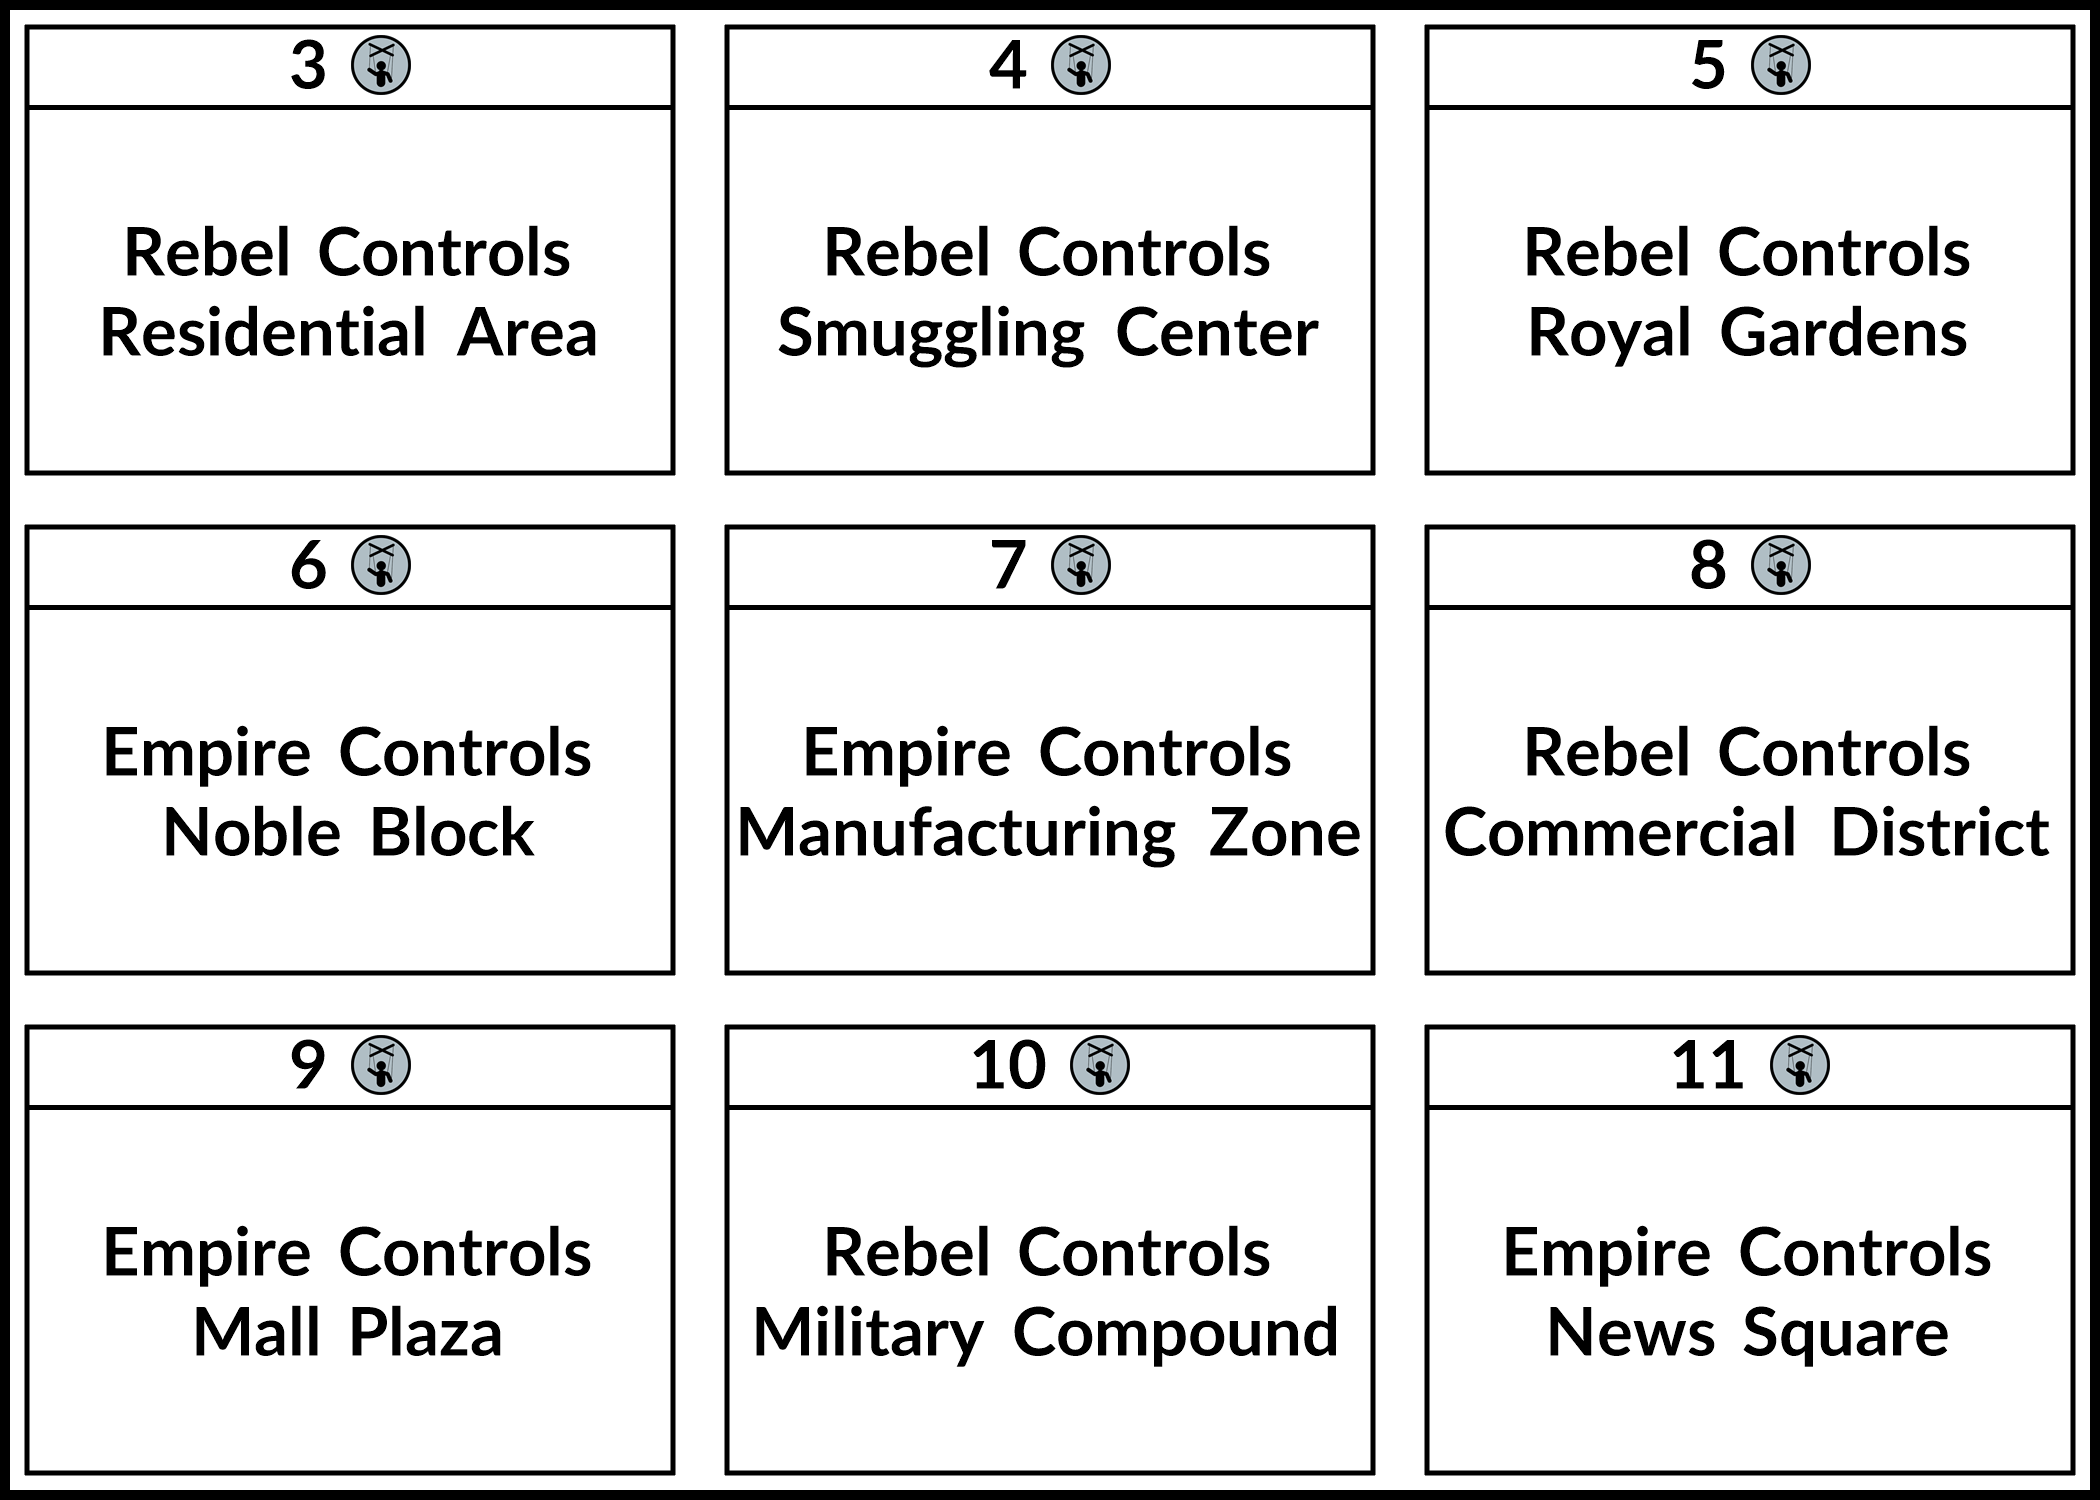 3
Rebel Controls
Residential Area
4
Rebel Controls
Smuggling Center
5
Rebel Controls
Royal Gardens
6
Empire Controls
Noble Block
7
Empire Controls
Manufacturing Zone
8
Rebel Controls
Commercial District
9
Empire Controls
Mall Plaza
10
Rebel Controls
Military Compound
11
Empire Controls
News Square